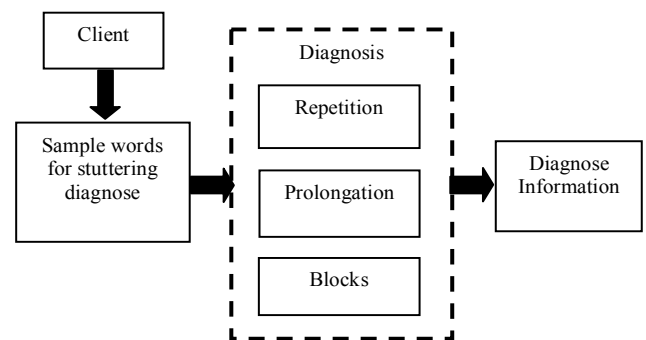 Client
Sample words
for stuttering
diagnose
Diagnosis
Repetition
Prolongation
Blocks
Diagnose
Information